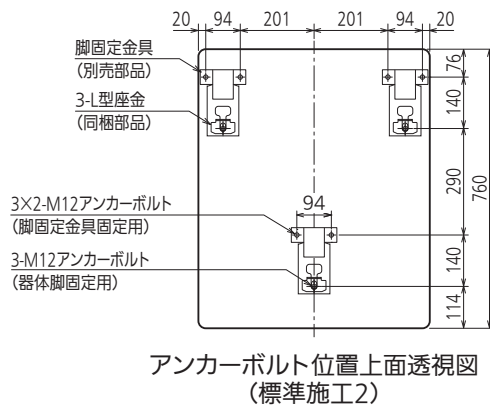 20 94 201 201 94 20
脚固定金具
(別売部品)
3-L型座金
(同梱部品)
76
140
290
760
3×2-M12アンカーボルト
(脚固定金具固定用)
94
3-M12アンカーボルト
(器体脚固定用)
140
114
アンカーボルト位置上面透視図
(標準施工2)